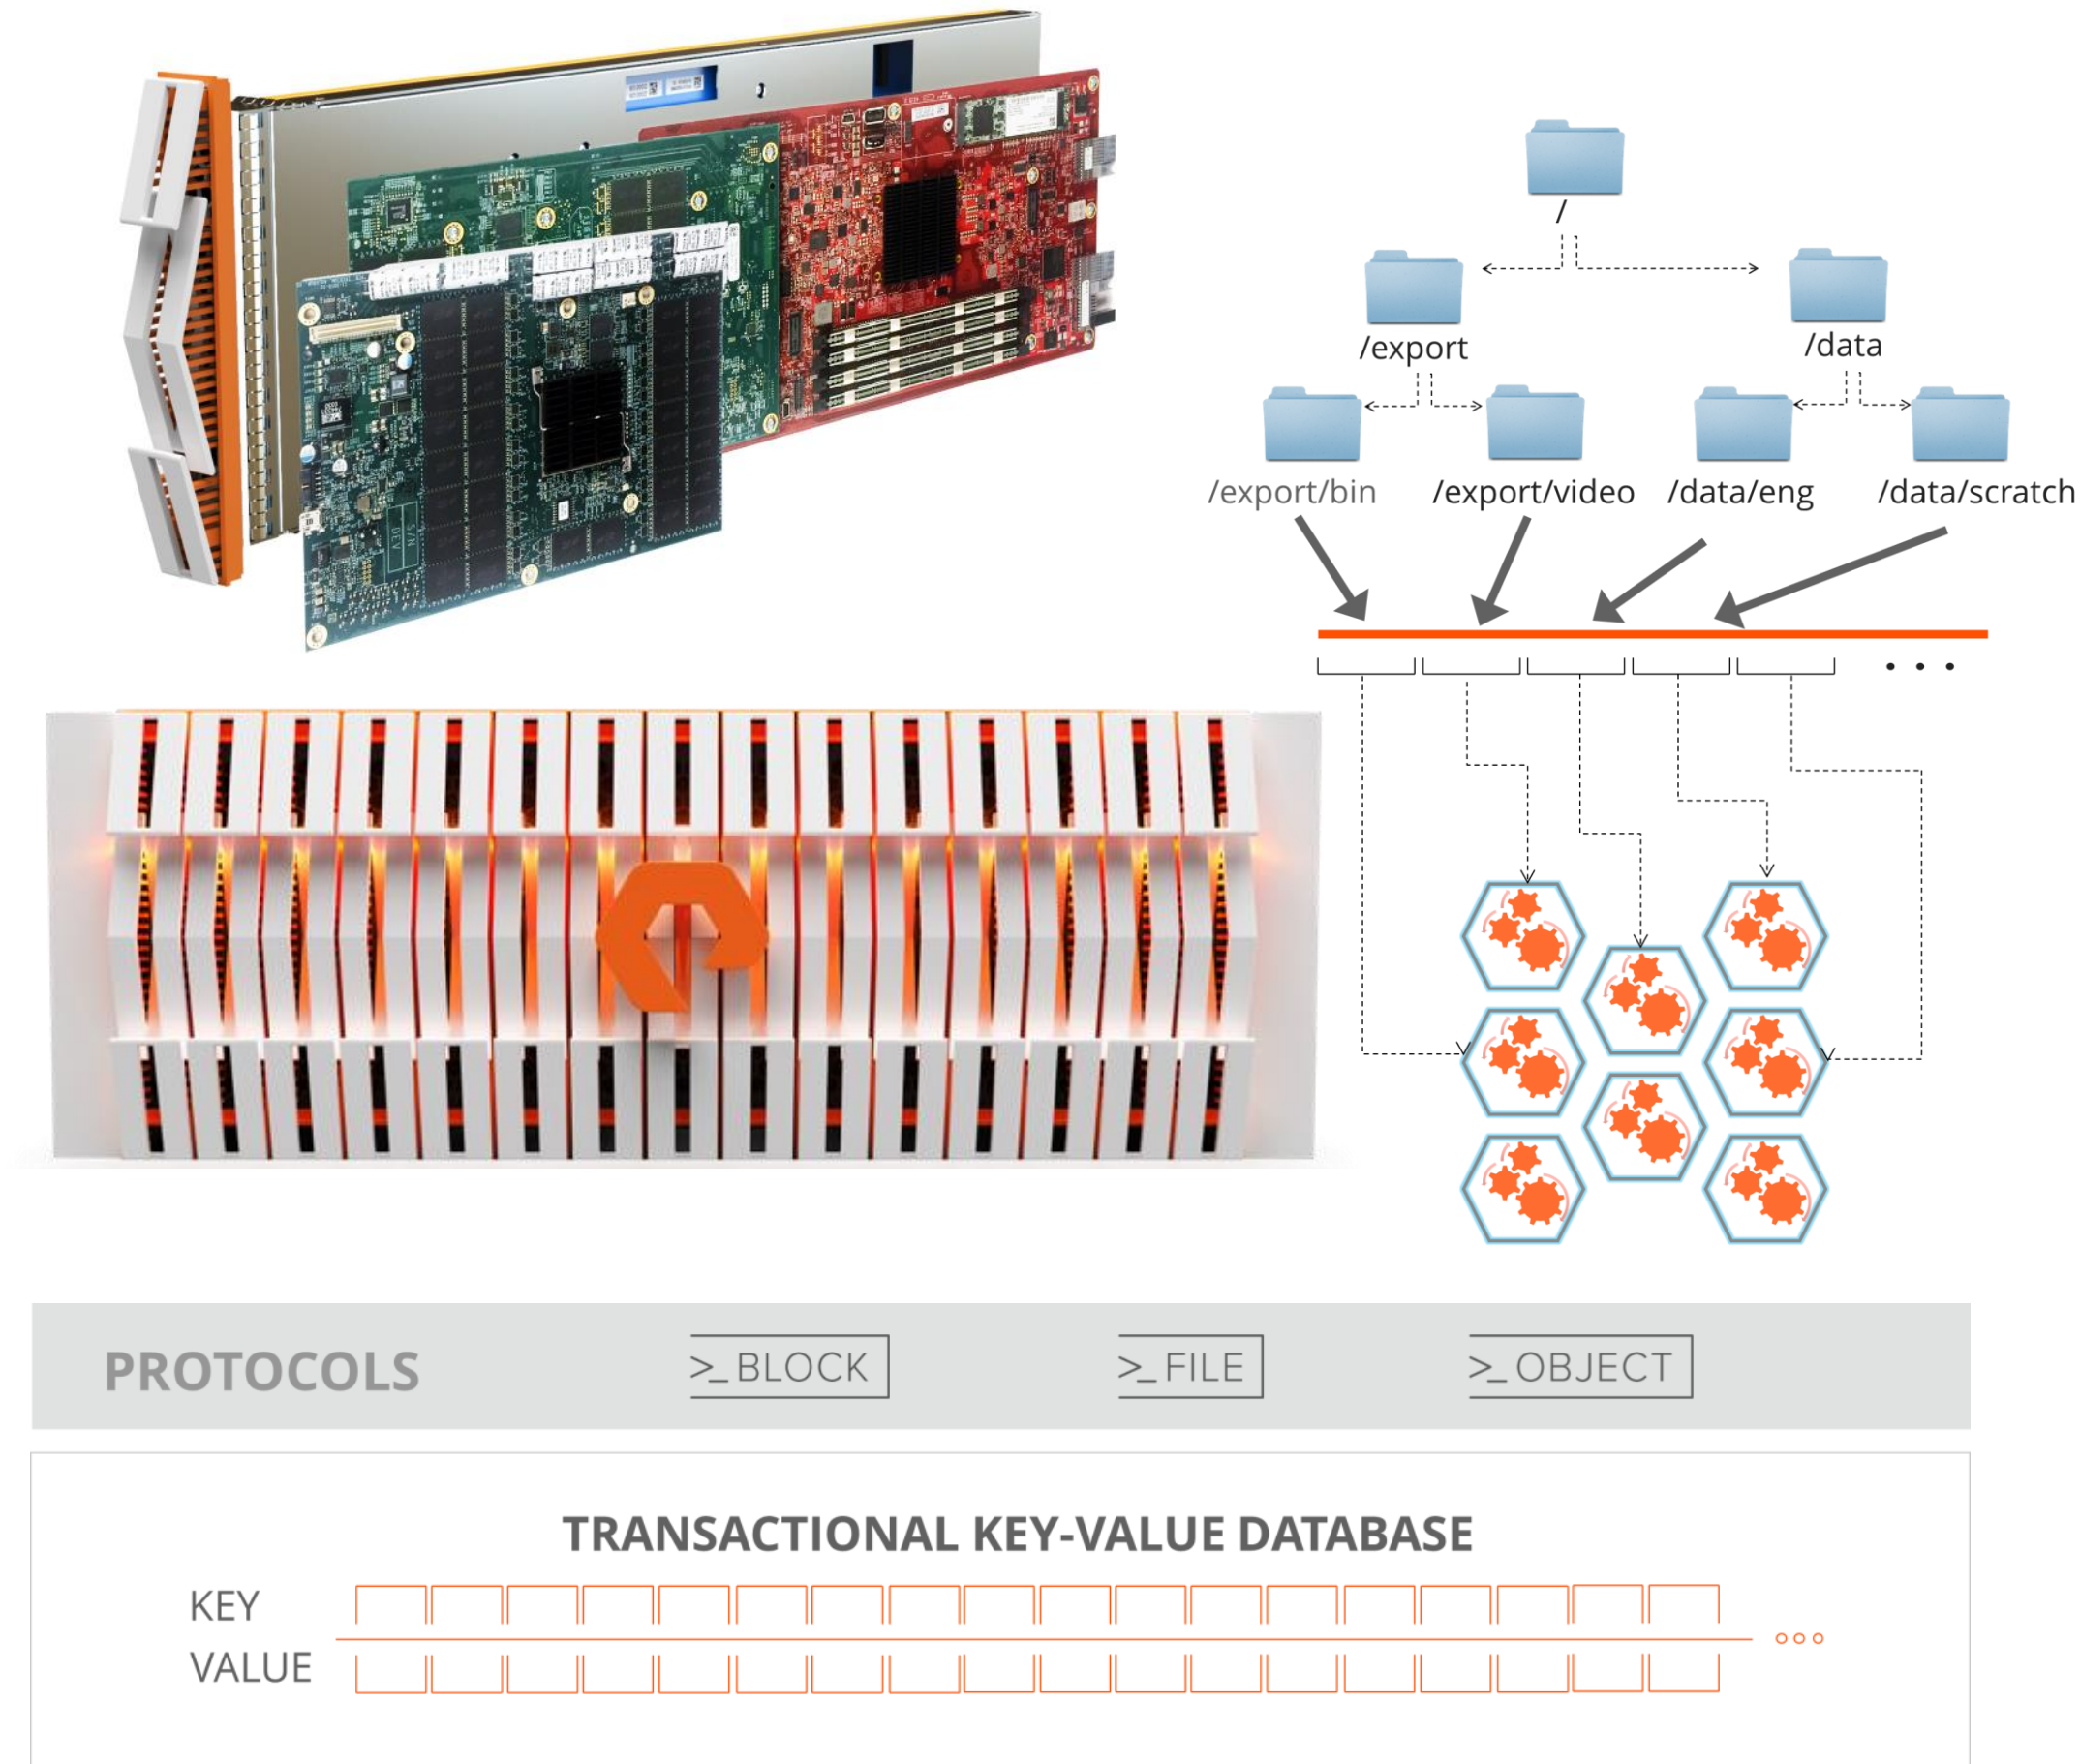 /
/export
/data
/export/bin
/export/video
/data/eng
/data/scratch
PROTOCOLS
>_BLOCK
>_FILE
>_OBJECT
TRANSACTIONAL KEY-VALUE DATABASE
KEY
VALUE